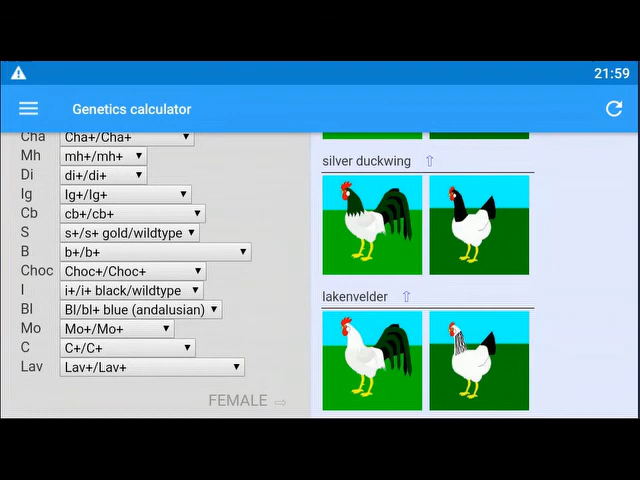 21:59
Genetics calculator
Cha Cha+/Cha+
Mh mh+/mh+
Di di+/di+
Ig Ig+/Ig+
Cb cb+/cb+
S s+/s+ gold/wildtype
B b+/b+
Choc Choc+/Choc+
I i+/i+ black/wildtype
Bl Bl/bl+ blue (andalusian)
Mo Mo+/Mo+
C C+/C+
Lav Lav+/Lav+
FEMALE ⇨
silver duckwing ⇧
lakenvelder ⇧